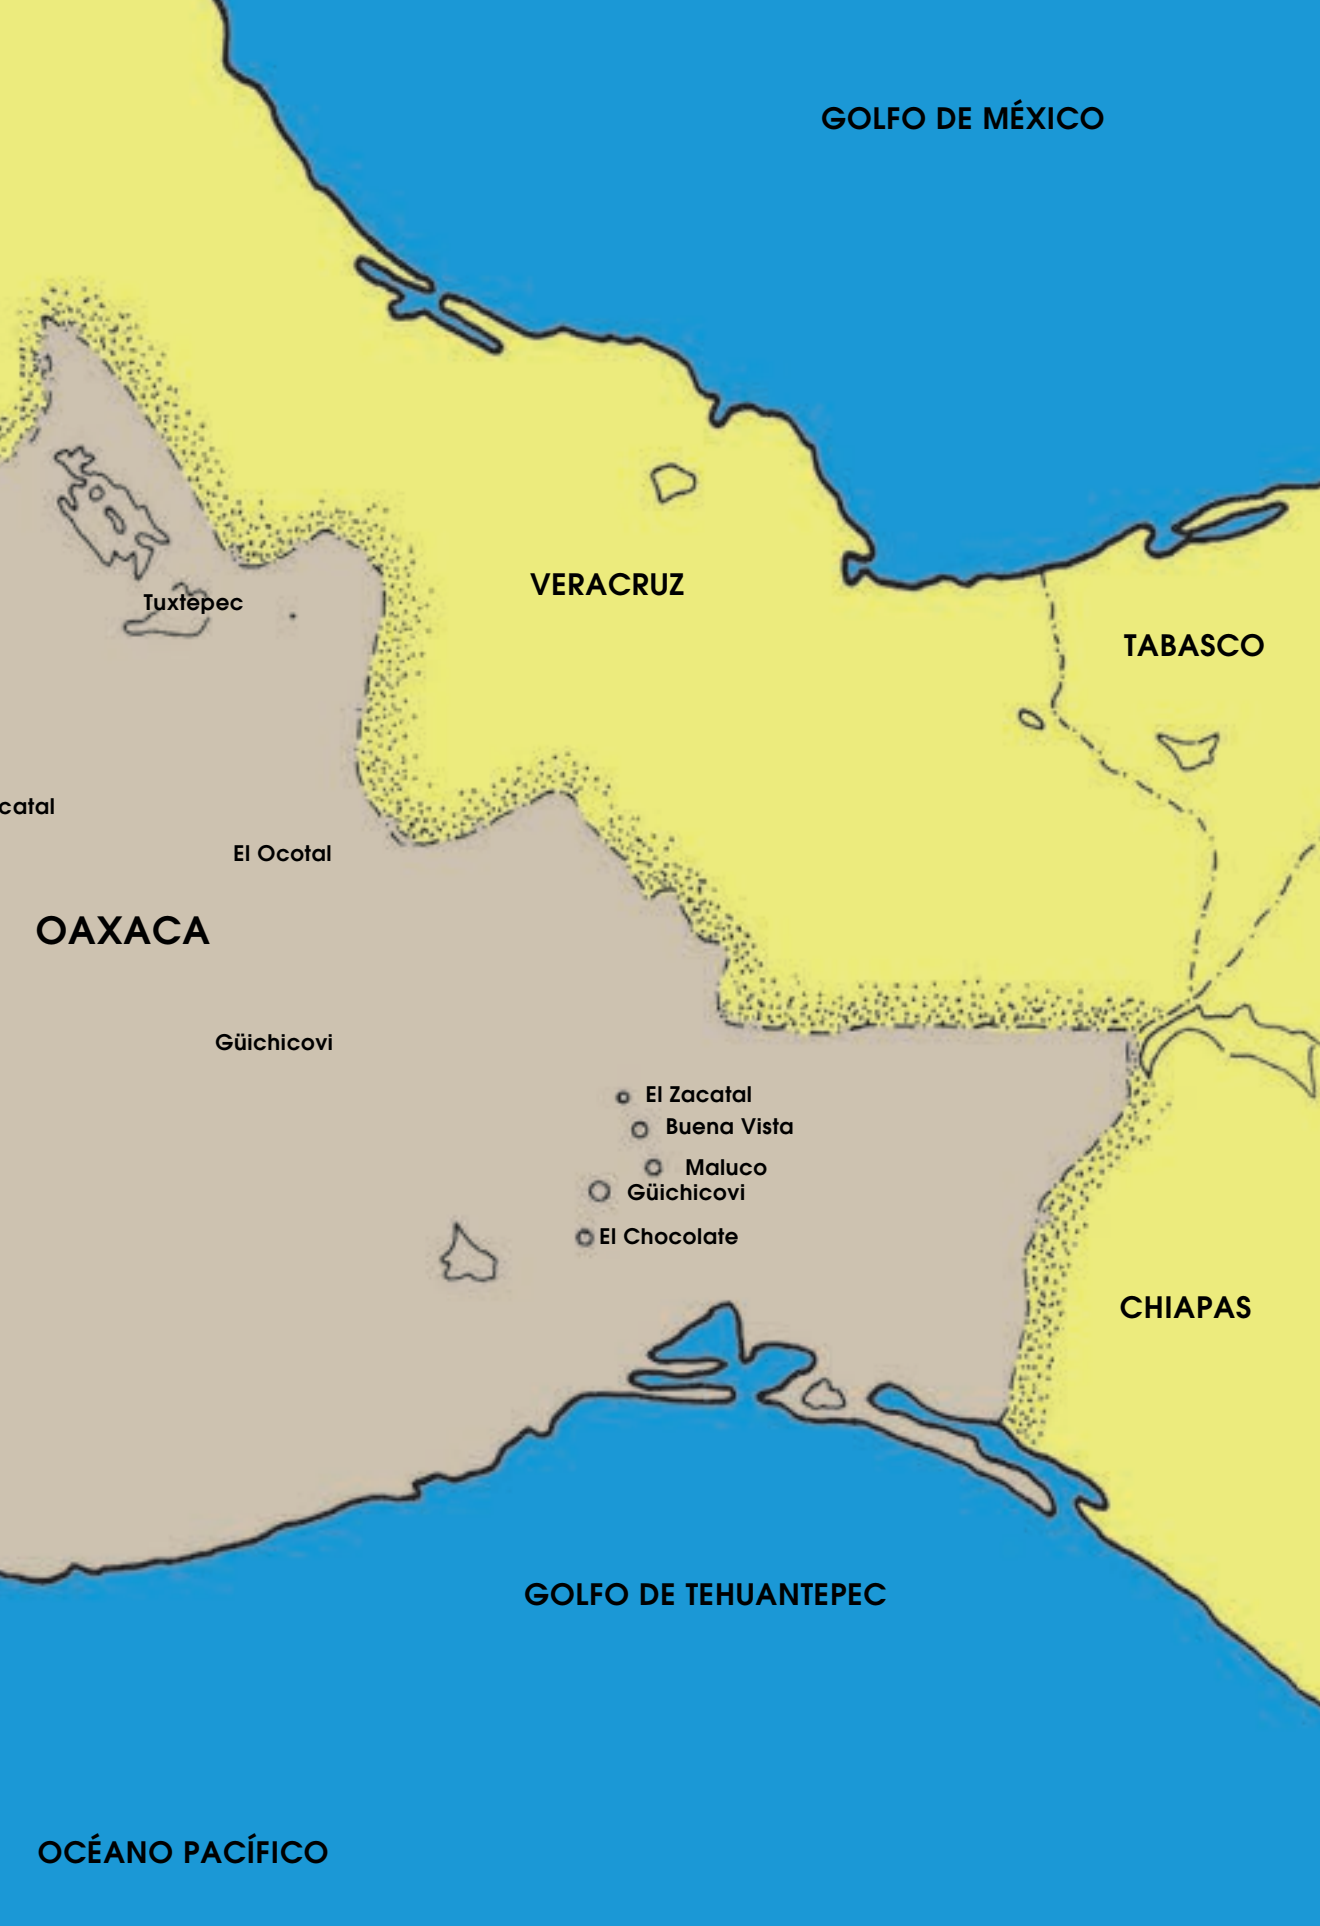 GOLFO DE MÉXICO
VERACRUZ
Tuxtepec
TABASCO
catal
El Ocotal
OAXACA
Güichicovi
El Zacatal
Buena Vista
Maluco
Güichicovi
El Chocolate
CHIAPAS
GOLFO DE TEHUANTEPEC
OCÉANO PACÍFICO